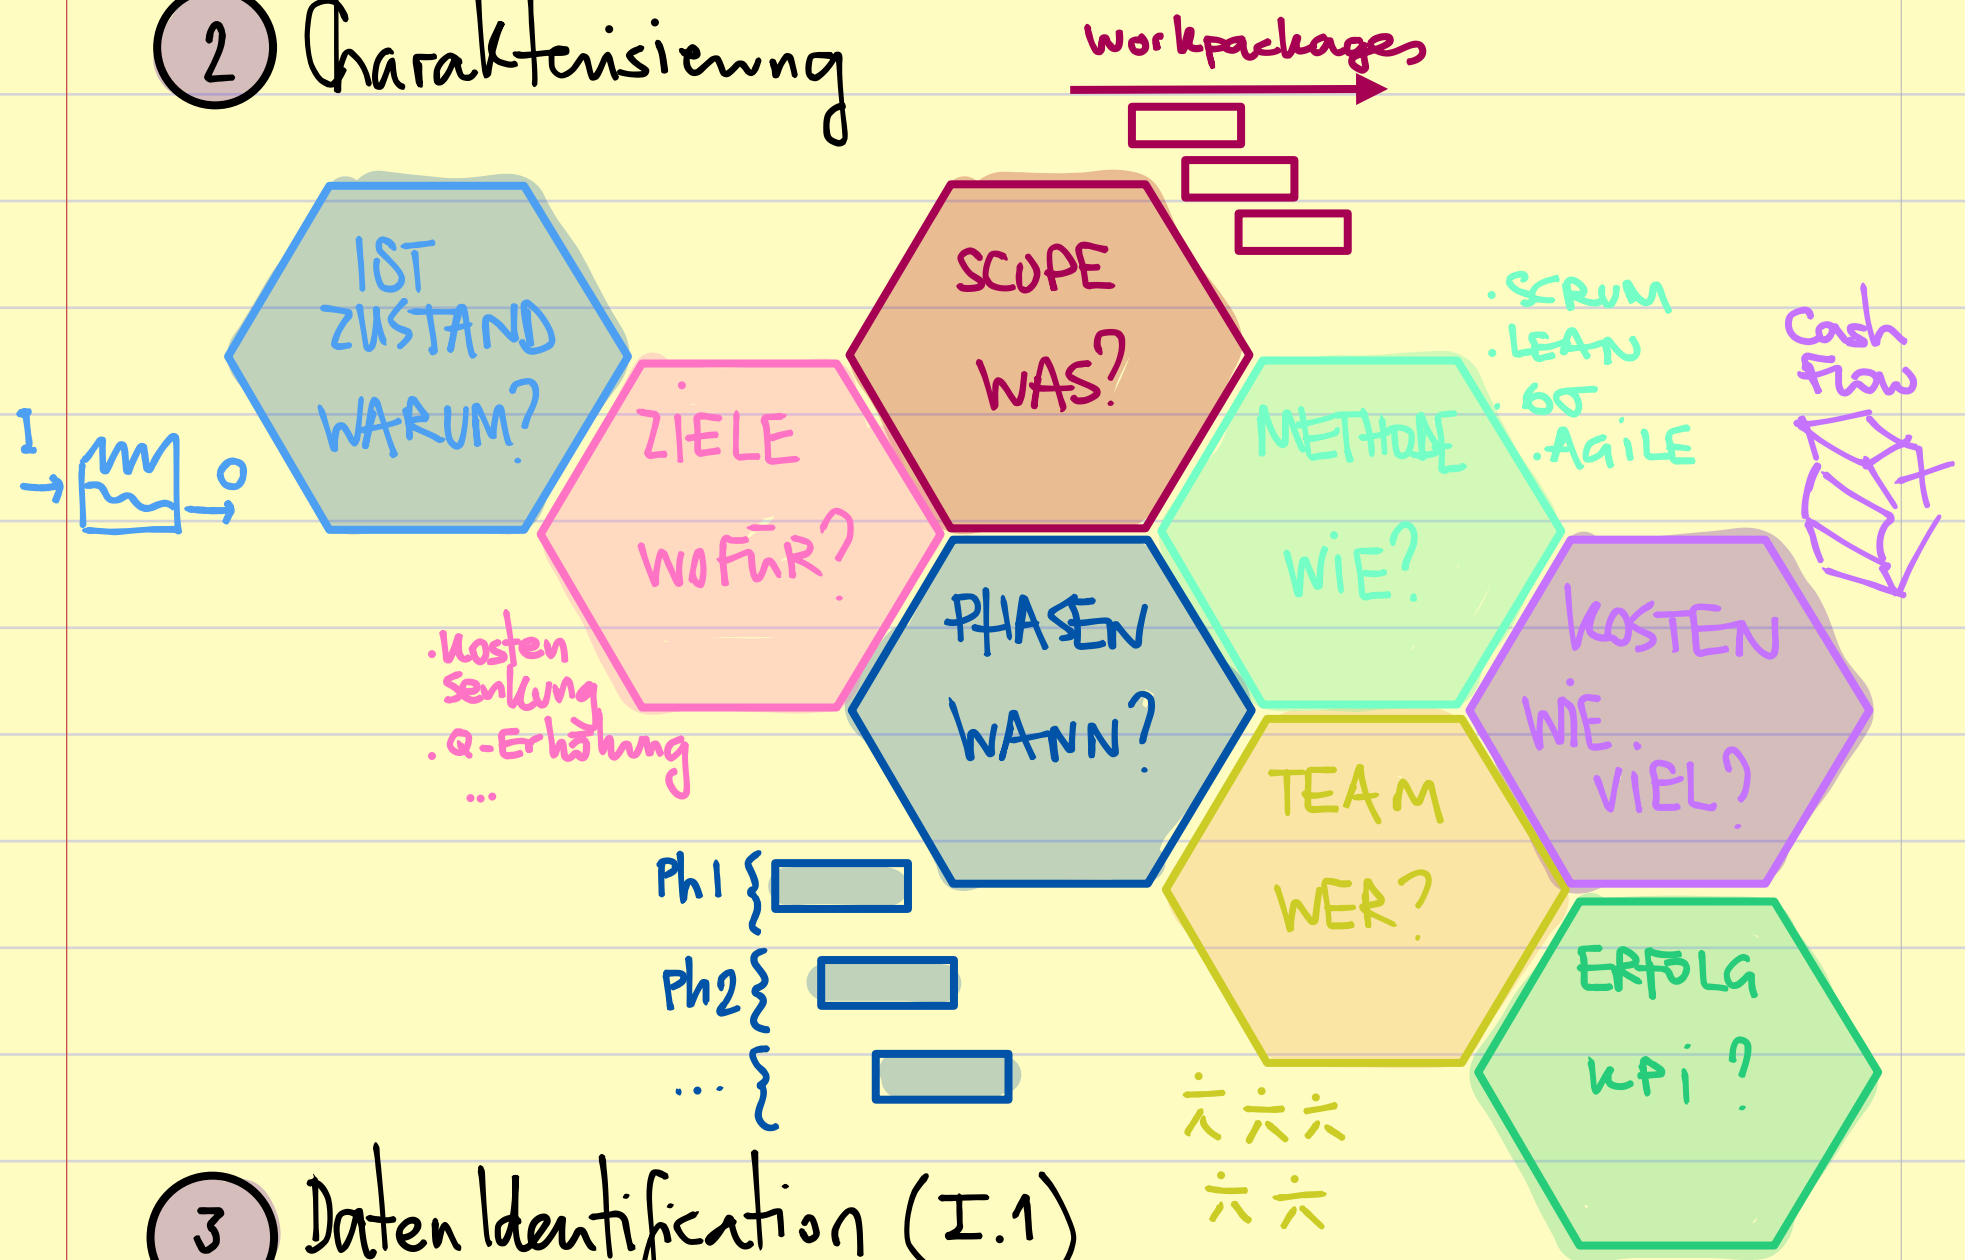 2 Charakterisierung
workpackages
IST
ZUSTAND
WARUM?
I
O
ZIELE
WOFÜR?
. Kosten
senkung
. Q-Erhöhung
...
SCOPE
WAS?
PHASEN
WANN?
Ph1 {
Ph2 {
... {
METHODE
WIE?
. SCRUM
. LEAN
. 6σ
. AGiLE
TEAM
WER?
Cash
Flow
KOSTEN
WIE
VIEL?
ERFOLG
KPi?
3 Daten Identification (I.1)